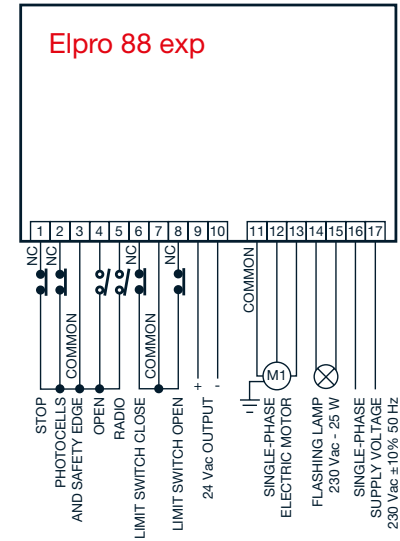 Elpro 88 exp
1 2 3 4 5 6 7 8 9 10 11 12 13 14 15 16 17
NC
NC
NC
NC
COMMON
COMMON
COMMON
M1
+
-
STOP
PHOTOCELLS
AND SAFETY EDGE
OPEN
RADIO
LIMIT SWITCH CLOSE
LIMIT SWITCH OPEN
24 Vac OUTPUT
SINGLE-PHASE
ELECTRIC MOTOR
FLASHING LAMP
230 Vac - 25 W
SINGLE-PHASE
SUPPLY VOLTAGE
230 Vac ± 10% 50 Hz